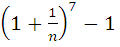 (1 + 1/n)^7 − 1